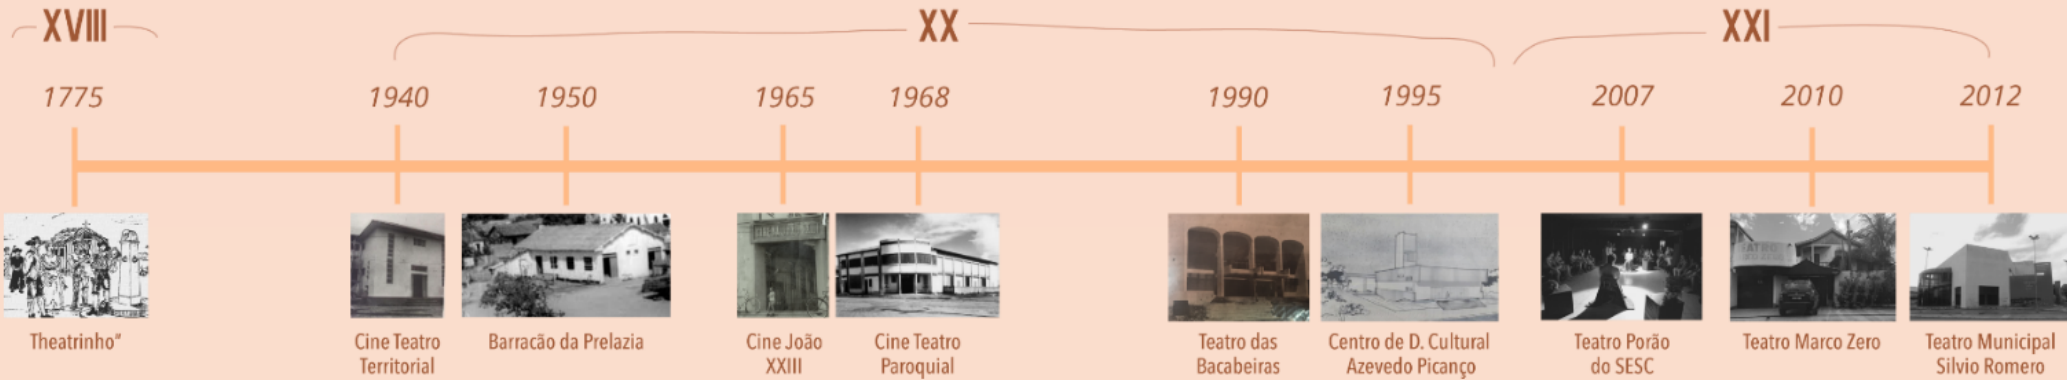 XVIII
XX
XXI
1775
1940
1950
1965
1968
1990
1995
2007
2010
2012
Theatrinho"
Cine Teatro
Territorial
Barracão da Prelazia
Cine João
XXIII
Cine Teatro
Paroquial
Teatro das
Bacabeiras
Centro de D. Cultural
Azevedo Picanço
Teatro Porão
do SESC
Teatro Marco Zero
Teatro Municipal
Silvio Romero